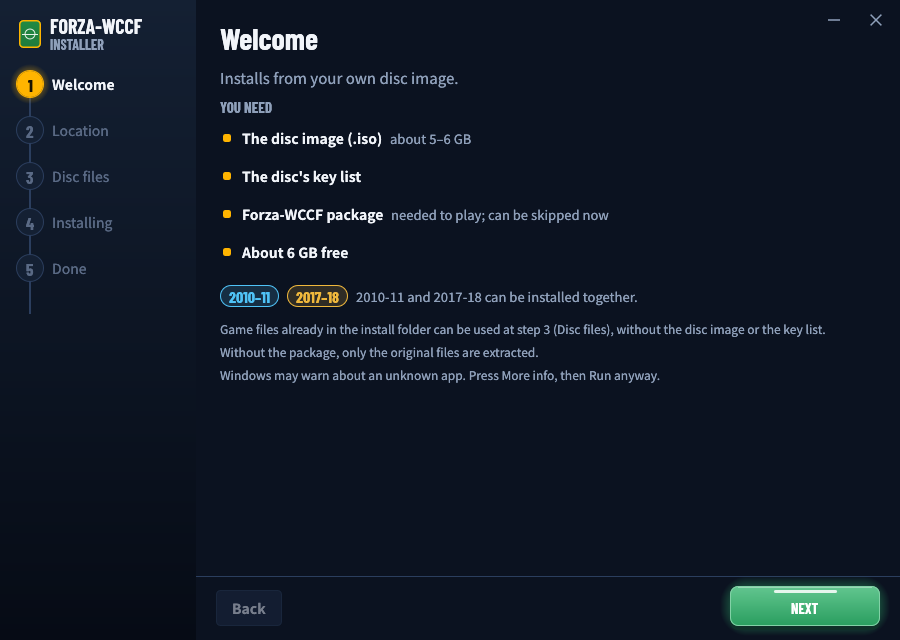 FORZA-WCCF
INSTALLER
1 Welcome
2 Location
3 Disc files
4 Installing
5 Done
Welcome
Installs from your own disc image.
YOU NEED
The disc image (.iso) about 5–6 GB
The disc's key list
Forza-WCCF package needed to play; can be skipped now
About 6 GB free
2010–11 2017–18 2010-11 and 2017-18 can be installed together.
Game files already in the install folder can be used at step 3 (Disc files), without the disc image or the key list.
Without the package, only the original files are extracted.
Windows may warn about an unknown app. Press More info, then Run anyway.
Back
NEXT